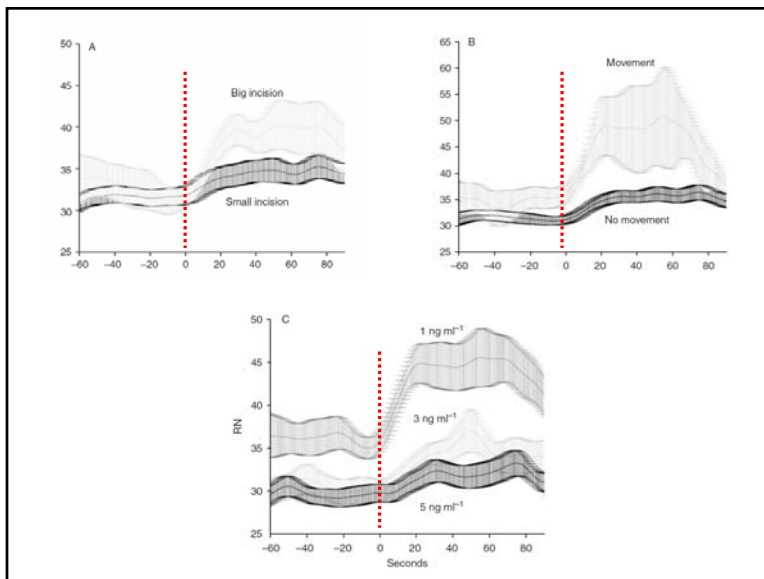 A
50
45
40
35
30
25
Big incision
Small incision
−60 −40 −20 0 20 40 60 80
B
65
60
55
50
45
40
35
30
25
Movement
No movement
−60 −40 −20 0 20 40 60 80
C
50
45
40
35
30
25
RN
1 ng ml−1
3 ng ml−1
5 ng ml−1
−60 −40 −20 0 20 40 60 80
Seconds